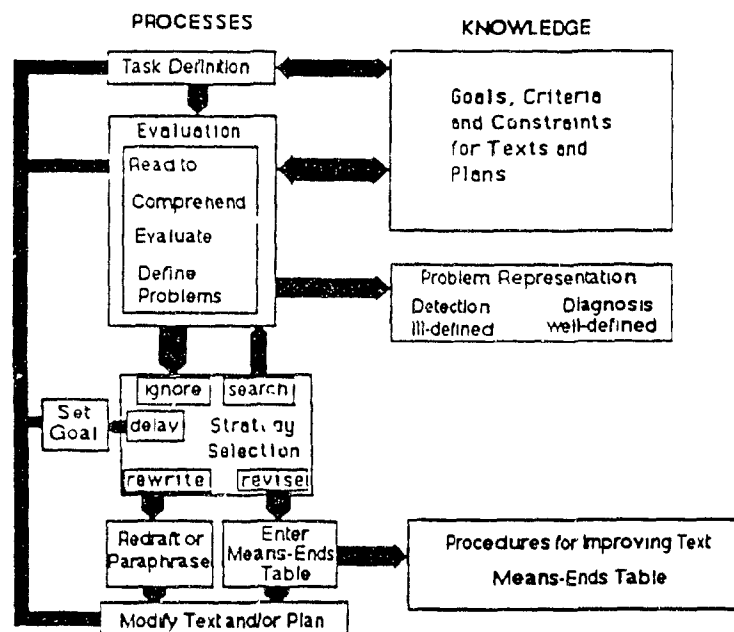 PROCESSES
KNOWLEDGE
Task Definition
Goals, Criteria
and Constraints
for Texts and
Plans
Evaluation
Read to
Comprehend
Evaluate
Define
Problems
Problem Representation
Detection Diagnosis
Ill-defined well-defined
ignore search
Set
Goal
delay
Strategy
Selection
rewrite revise
Redraft or
Paraphrase
Enter
Means-Ends
Table
Procedures for Improving Text
Means-Ends Table
Modify Text and/or Plan